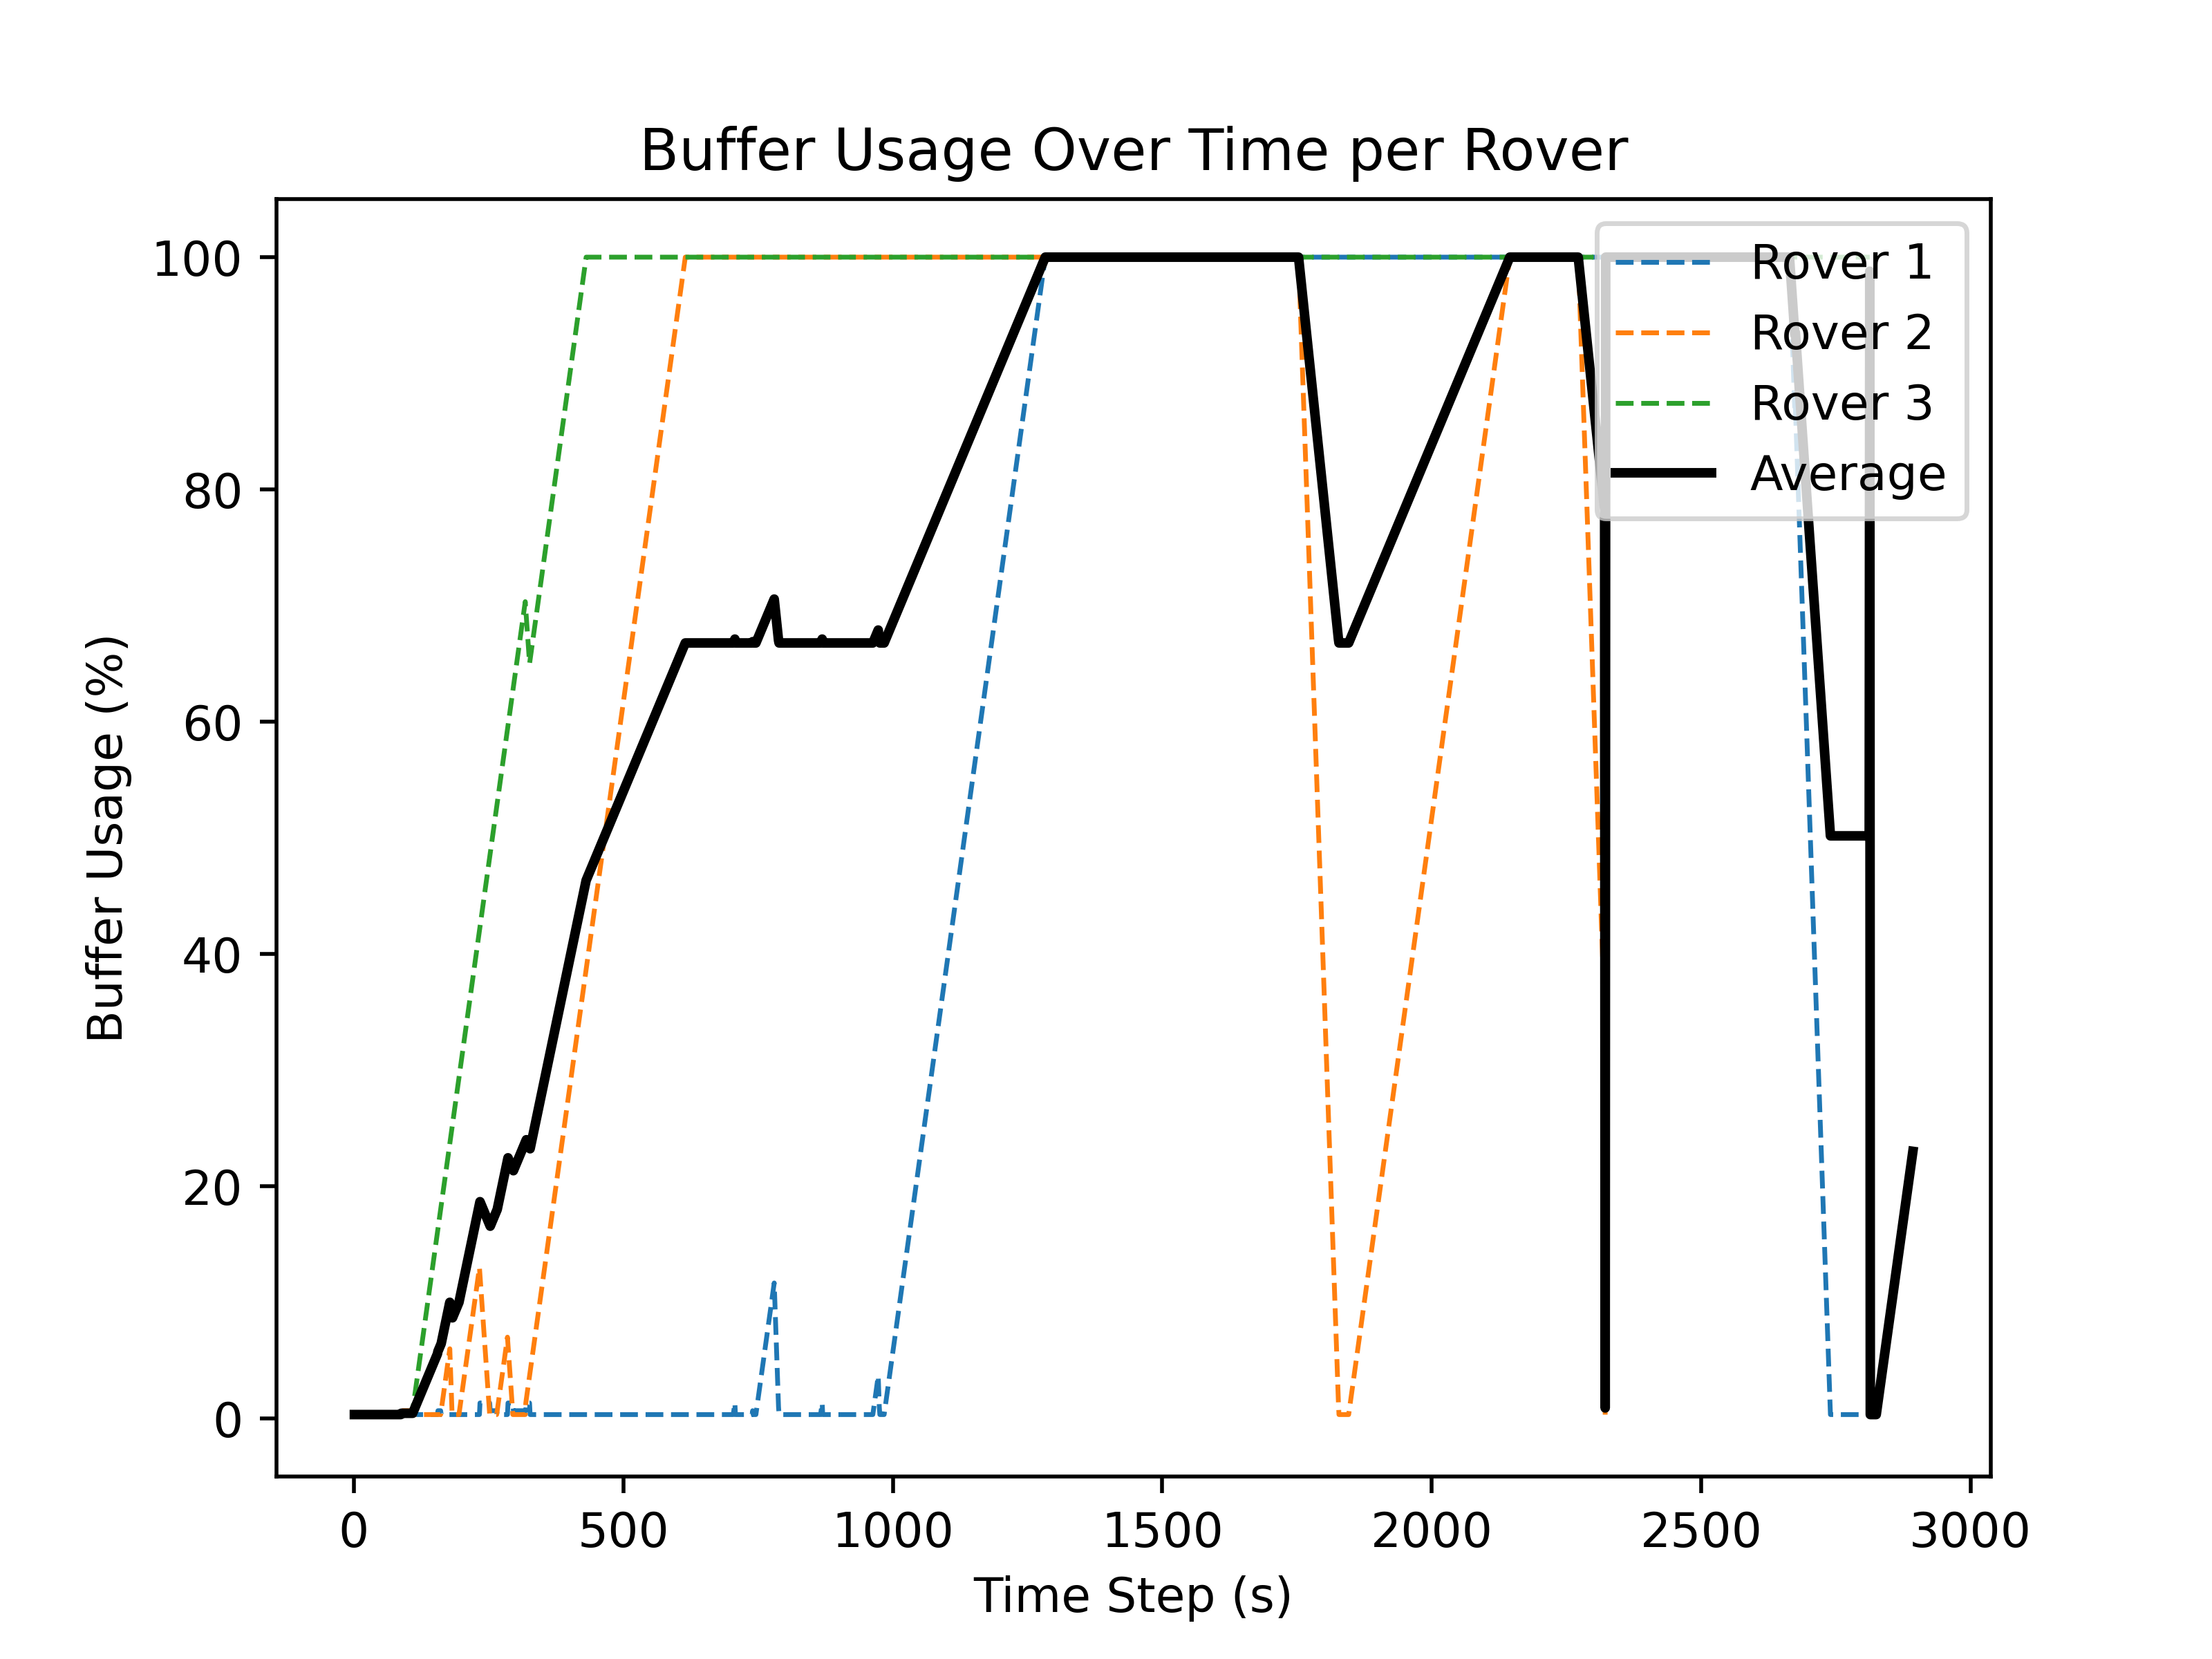 Buffer Usage Over Time per Rover
100
80
60
40
20
0
Buffer Usage (%)
Rover 1
Rover 2
Rover 3
Average
0 500 1000 1500 2000 2500 3000
Time Step (s)